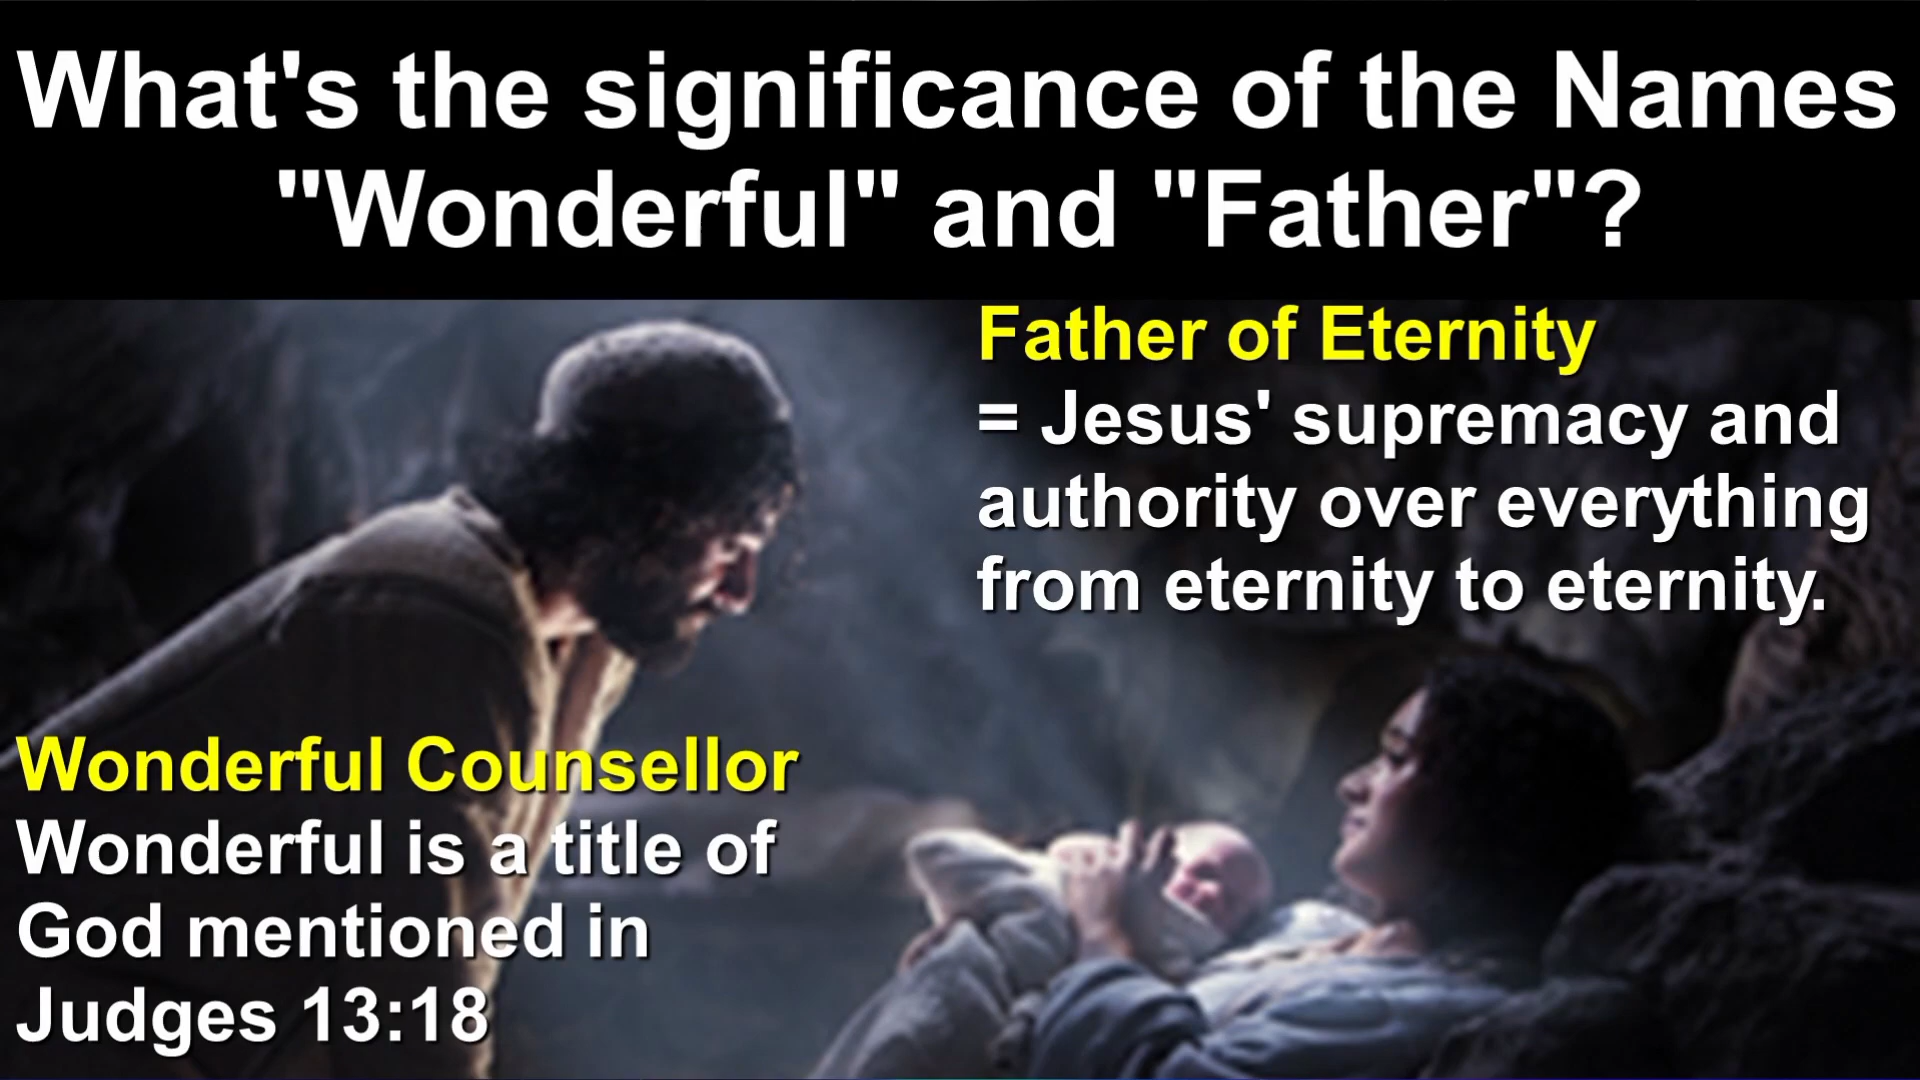 What's the significance of the Names
"Wonderful" and "Father"?
Father of Eternity
= Jesus' supremacy and
authority over everything
from eternity to eternity.
Wonderful Counsellor
Wonderful is a title of
God mentioned in
Judges 13:18